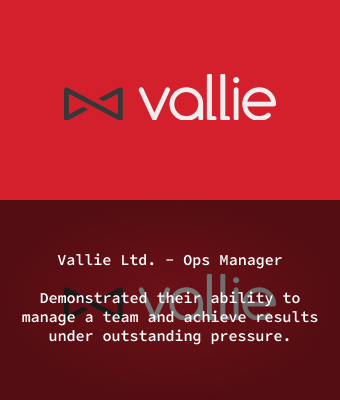 vallie
Vallie Ltd. – Ops Manager
vallie
Demonstrated their ability to
manage a team and achieve results
under outstanding pressure.